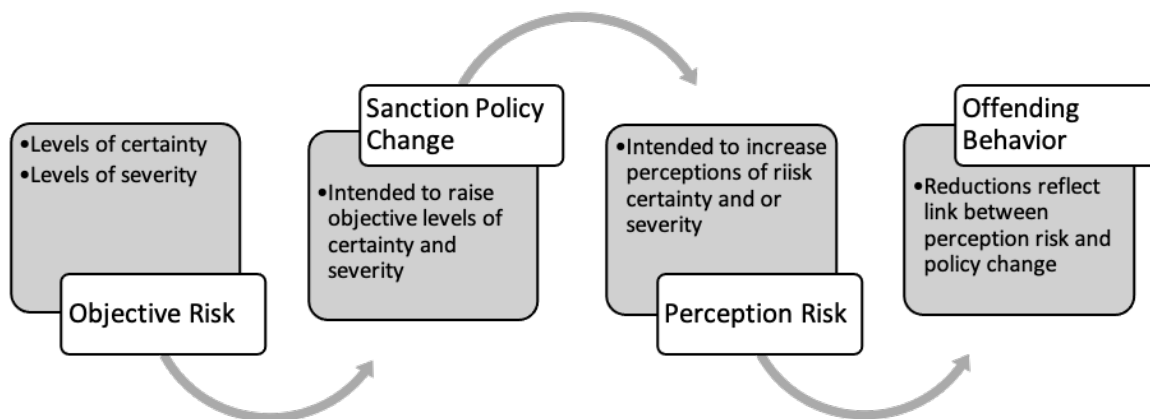 •Levels of certainty
•Levels of severity
Objective Risk
Sanction Policy
Change
•Intended to raise
objective levels of
certainty and
severity
•Intended to increase
perceptions of riisk
certainty and or
severity
Perception Risk
Offending
Behavior
•Reductions reflect
link between
perception risk and
policy change